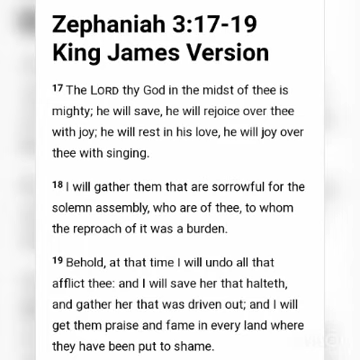 Zephaniah 3:17-19
King James Version
17 The LORD thy God in the midst of thee is
mighty; he will save, he will rejoice over thee
with joy; he will rest in his love, he will joy over
thee with singing.
18 I will gather them that are sorrowful for the
solemn assembly, who are of thee, to whom
the reproach of it was a burden.
19 Behold, at that time I will undo all that
afflict thee: and I will save her that halteth,
and gather her that was driven out; and I will
get them praise and fame in every land where
they have been put to shame.